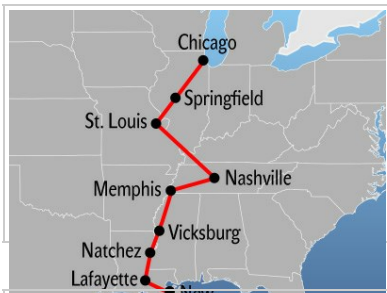 Chicago
Springfield
St. Louis
Nashville
Memphis
Vicksburg
Natchez
Lafayette